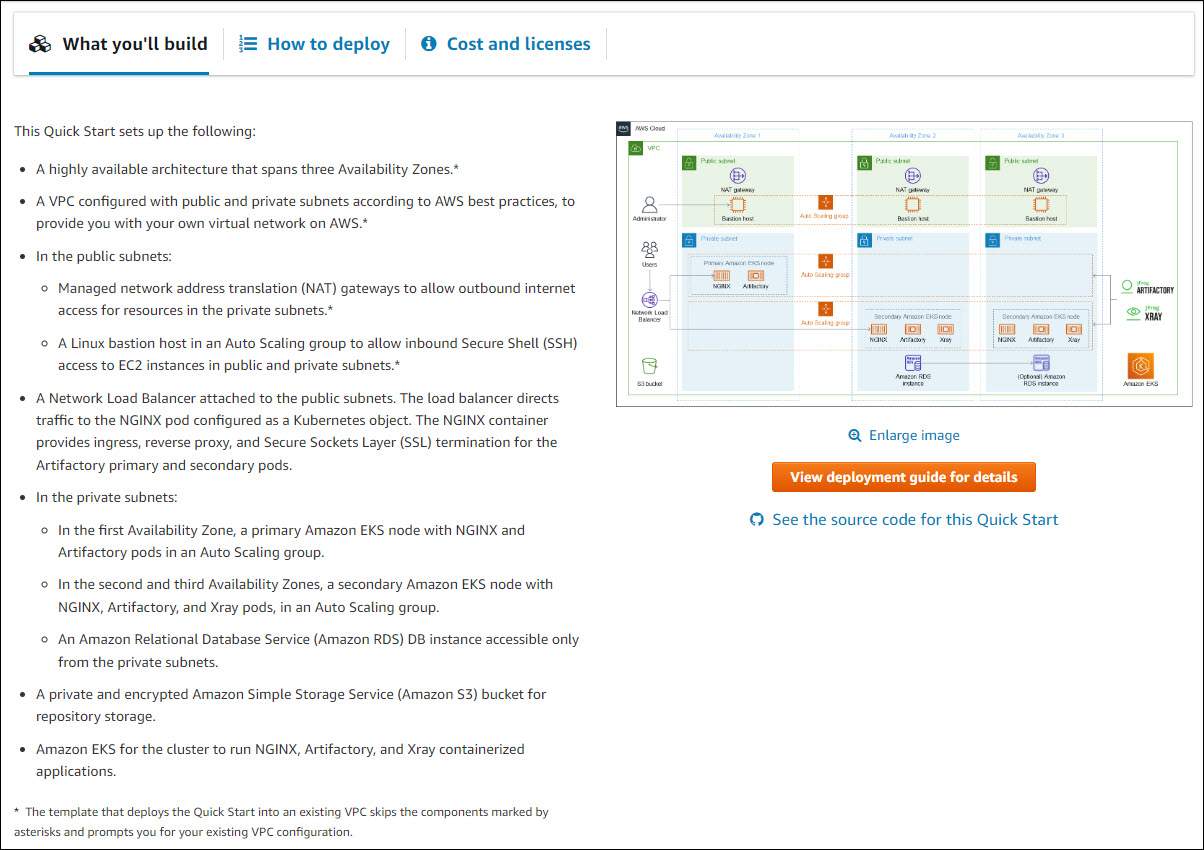 What you'll build
How to deploy
Cost and licenses
This Quick Start sets up the following:
A highly available architecture that spans three Availability Zones.*
A VPC configured with public and private subnets according to AWS best practices, to
provide you with your own virtual network on AWS.*
In the public subnets:
Managed network address translation (NAT) gateways to allow outbound internet
access for resources in the private subnets.*
A Linux bastion host in an Auto Scaling group to allow inbound Secure Shell (SSH)
access to EC2 instances in public and private subnets.*
A Network Load Balancer attached to the public subnets. The load balancer directs
traffic to the NGINX pod configured as a Kubernetes object. The NGINX container
provides ingress, reverse proxy, and Secure Sockets Layer (SSL) termination for the
Artifactory primary and secondary pods.
In the private subnets:
In the first Availability Zone, a primary Amazon EKS node with NGINX and
Artifactory pods in an Auto Scaling group.
In the second and third Availability Zones, a secondary Amazon EKS node with
NGINX, Artifactory, and Xray pods, in an Auto Scaling group.
An Amazon Relational Database Service (Amazon RDS) DB instance accessible only
from the private subnets.
A private and encrypted Amazon Simple Storage Service (Amazon S3) bucket for
repository storage.
Amazon EKS for the cluster to run NGINX, Artifactory, and Xray containerized
applications.
* The template that deploys the Quick Start into an existing VPC skips the components marked by
asterisks and prompts you for your existing VPC configuration.
aws
AWS Cloud
Availability Zone 1
Availability Zone 2
Availability Zone 3
VPC
Public subnet
Public subnet
Public subnet
NAT gateway
NAT gateway
NAT gateway
Administrator
Bastion host
Auto Scaling group
Bastion host
Bastion host
Private subnet
Private subnet
Private subnet
Users
Primary Amazon EKS node
NGINX
Artifactory
Auto Scaling group
JFrog
ARTIFACTORY
JFrog
XRAY
Network Load
Balancer
Auto Scaling group
Secondary Amazon EKS node
NGINX
Artifactory
Xray
Secondary Amazon EKS node
NGINX
Artifactory
Xray
S3 bucket
Amazon RDS
instance
(Optional) Amazon
RDS instance
Amazon EKS
Enlarge image
View deployment guide for details
See the source code for this Quick Start